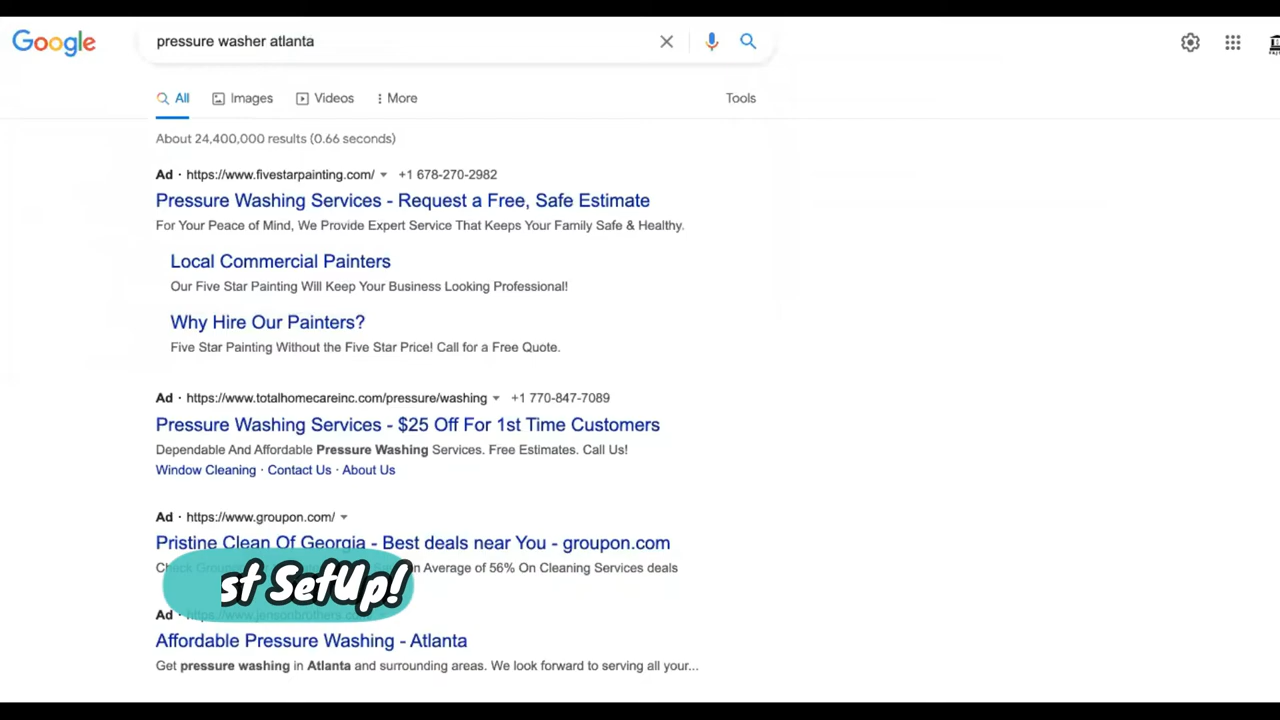 Google
pressure washer atlanta
All Images Videos More Tools
About 24,400,000 results (0.66 seconds)
Ad · https://www.fivestarpainting.com/ +1 678-270-2982
Pressure Washing Services - Request a Free, Safe Estimate
For Your Peace of Mind, We Provide Expert Service That Keeps Your Family Safe & Healthy.
Local Commercial Painters
Our Five Star Painting Will Keep Your Business Looking Professional!
Why Hire Our Painters?
Five Star Painting Without the Five Star Price! Call for a Free Quote.
Ad · https://www.totalhomecareinc.com/pressure/washing +1 770-847-7089
Pressure Washing Services - $25 Off For 1st Time Customers
Dependable And Affordable Pressure Washing Services. Free Estimates. Call Us!
Window Cleaning · Contact Us · About Us
Ad · https://www.groupon.com/
Pristine Clean Of Georgia - Best deals near You - groupon.com
Average of 56% On Cleaning Services deals
st SetUp!
Ad ·
Affordable Pressure Washing - Atlanta
Get pressure washing in Atlanta and surrounding areas. We look forward to serving all your...